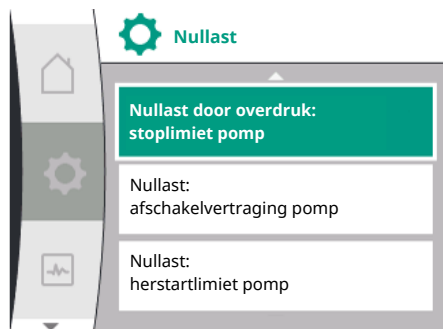 Nullast
Nullast door overdruk:
stoplimiet pomp
Nullast:
afschakelvertraging pomp
Nullast:
herstartlimiet pomp